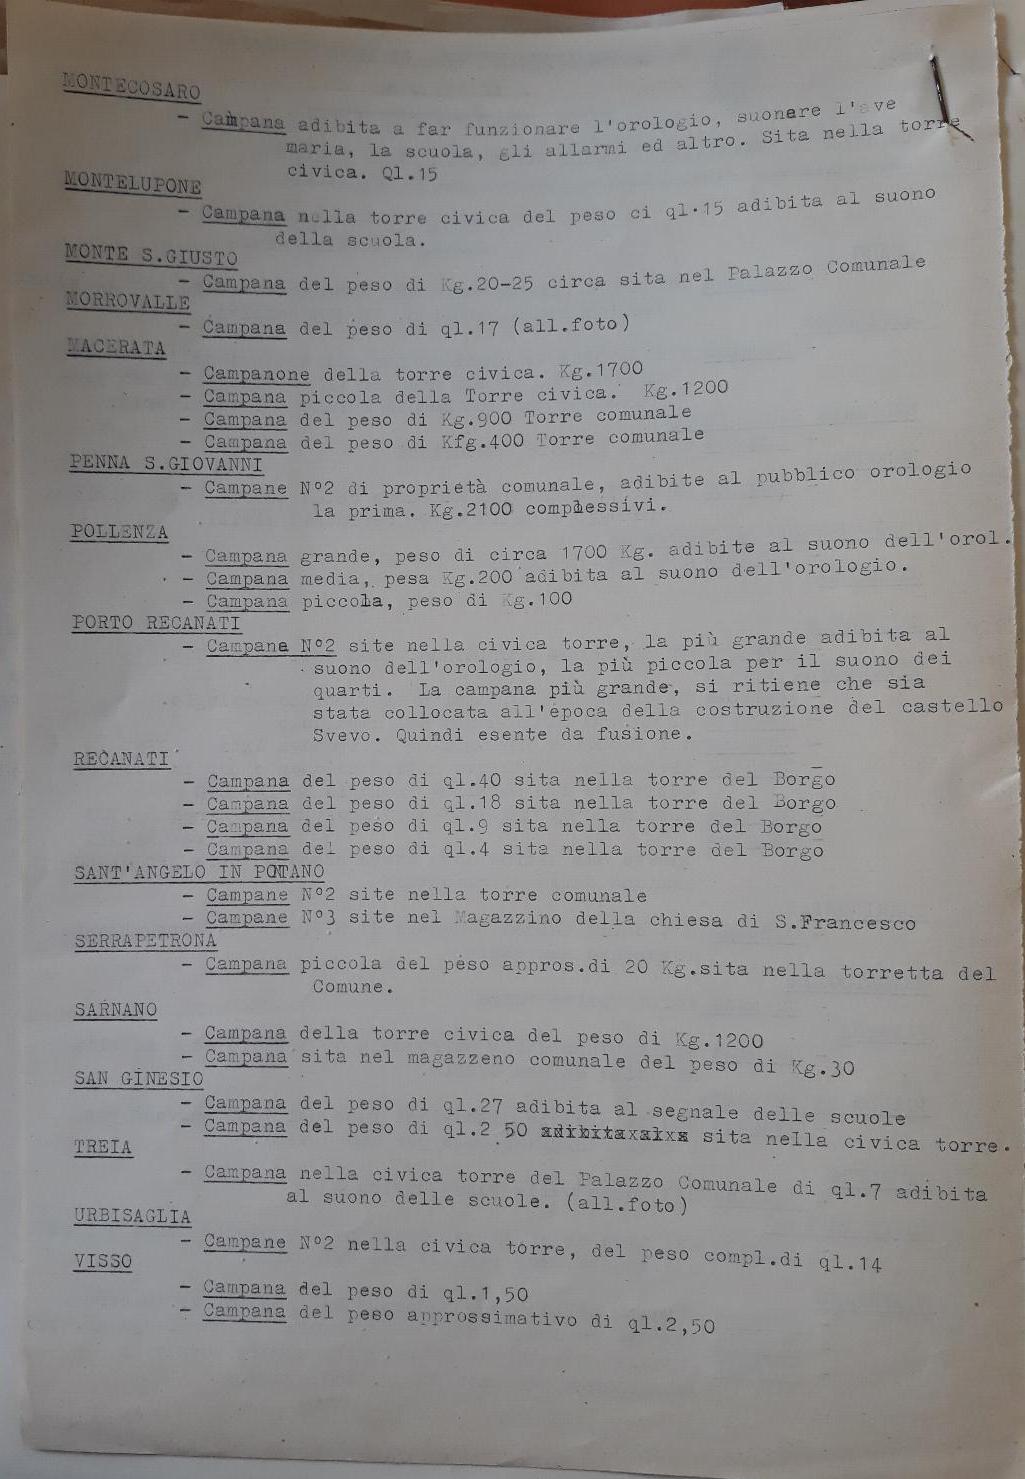 MONTECOSARO
- Campana adibita a far funzionare l'orologio, suonare l'ave
maria, la scuola, gli allarmi ed altro. Sita nella torre
civica. Ql.15
MONTELUPONE
- Campana nella torre civica del peso ci ql.15 adibita al suono
della scuola.
MONTE S.GIUSTO
- Campana del peso di Kg.20-25 circa sita nel Palazzo Comunale
MORROVALLE
- Campana del peso di ql.17 (all.foto)
MACERATA
- Campanone della torre civica. Kg.1700
- Campana piccola della Torre civica. Kg.1200
- Campana del peso di Kg.900 Torre comunale
- Campana del peso di Kfg.400 Torre comunale
PENNA S.GIOVANNI
- Campane N°2 di proprietà comunale, adibite al pubblico orologio
la prima. Kg.2100 complessivi.
POLLENZA
- Campana grande, peso di circa 1700 Kg. adibite al suono dell'orol.
- Campana media, pesa Kg.200 adibita al suono dell'orologio.
- Campana piccola, peso di Kg.100
PORTO RECANATI
- Campane N°2 site nella civica torre, la più grande adibita al
suono dell'orologio, la più piccola per il suono dei
quarti. La campana più grande, si ritiene che sia
stata collocata all'epoca della costruzione del castello
Svevo. Quindi esente da fusione.
RECANATI
- Campana del peso di ql.40 sita nella torre del Borgo
- Campana del peso di ql.18 sita nella torre del Borgo
- Campana del peso di ql.9 sita nella torre del Borgo
- Campana del peso di ql.4 sita nella torre del Borgo
SANT'ANGELO IN PONTANO
- Campane N°2 site nella torre comunale
- Campane N°3 site nel Magazzino della chiesa di S.Francesco
SERRAPETRONA
- Campana piccola del peso appros.di 20 Kg.sita nella torretta del
Comune.
SARNANO
- Campana della torre civica del peso di Kg.1200
- Campana sita nel magazzeno comunale del peso di Kg.30
SAN GINESIO
- Campana del peso di ql.27 adibita al segnale delle scuole
- Campana del peso di ql.2 50 sita nella civica torre.
TREIA
- Campana nella civica torre del Palazzo Comunale di ql.7 adibita
al suono delle scuole. (all.foto)
URBISAGLIA
- Campane N°2 nella civica torre, del peso compl.di ql.14
VISSO
- Campana del peso di ql.1,50
- Campana del peso approssimativo di ql.2,50